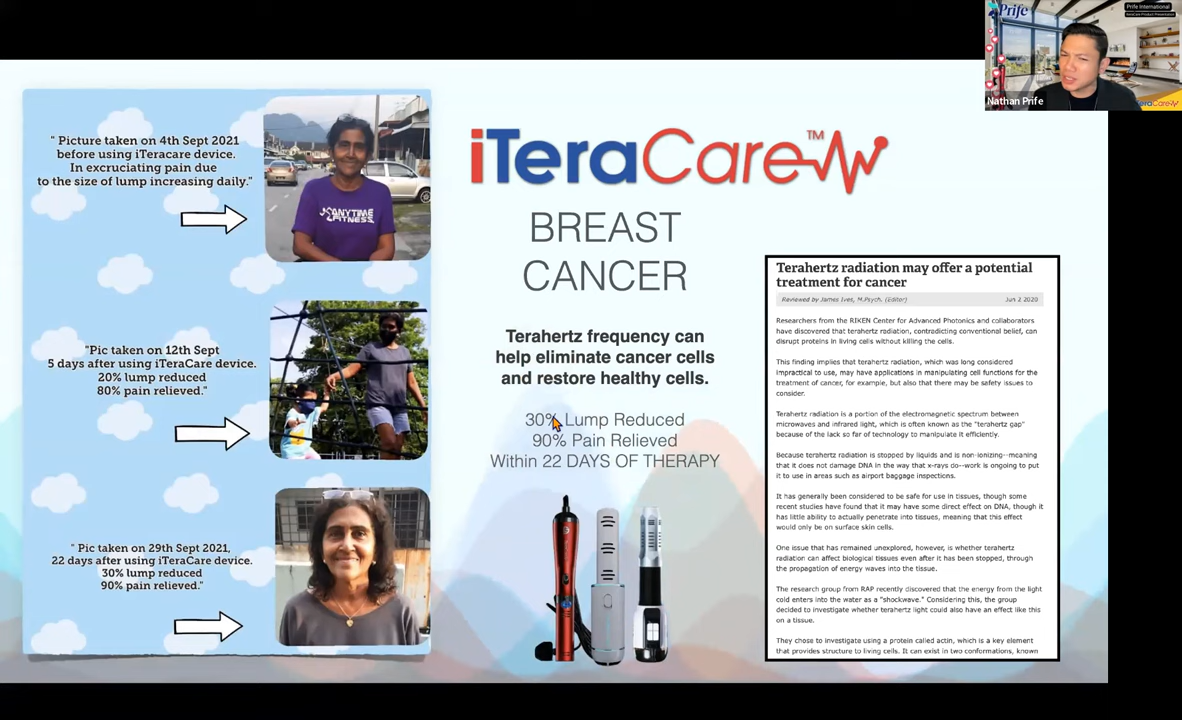 Prife
Prife International
iTeraCare Product Presentation
Nathan Prife
TeraCare
" Picture taken on 4th Sept 2021
before using iTeracare device.
In excruciating pain due
to the size of lump increasing daily."
ANYTIME
FITNESS
"Pic taken on 12th Sept
5 days after using iTeraCare device.
20% lump reduced
80% pain relieved."
" Pic taken on 29th Sept 2021,
22 days after using iTeraCare device.
30% lump reduced
90% pain relieved."
iTeraCare™
BREAST
CANCER
Terahertz frequency can
help eliminate cancer cells
and restore healthy cells.
30% Lump Reduced
90% Pain Relieved
Within 22 DAYS OF THERAPY
Terahertz radiation may offer a potential
treatment for cancer
Reviewed by James Ives, M.Psych. (Editor) Jun 2 2020
Researchers from the RIKEN Center for Advanced Photonics and collaborators
have discovered that terahertz radiation, contradicting conventional belief, can
disrupt proteins in living cells without killing the cells.
This finding implies that terahertz radiation, which was long considered
impractical to use, may have applications in manipulating cell functions for the
treatment of cancer, for example, but also that there may be safety issues to
consider.
Terahertz radiation is a portion of the electromagnetic spectrum between
microwaves and infrared light, which is often known as the "terahertz gap"
because of the lack so far of technology to manipulate it efficiently.
Because terahertz radiation is stopped by liquids and is non-ionizing--meaning
that it does not damage DNA in the way that x-rays do--work is ongoing to put
it to use in areas such as airport baggage inspections.
It has generally been considered to be safe for use in tissues, though some
recent studies have found that it may have some direct effect on DNA, though it
has little ability to actually penetrate into tissues, meaning that this effect
would only be on surface skin cells.
One issue that has remained unexplored, however, is whether terahertz
radiation can affect biological tissues even after it has been stopped, through
the propagation of energy waves into the tissue.
The research group from RAP recently discovered that the energy from the light
cold enters into the water as a "shockwave." Considering this, the group
decided to investigate whether terahertz light could also have an effect like this
on a tissue.
They chose to investigate using a protein called actin, which is a key element
that provides structure to living cells. It can exist in two conformations, known